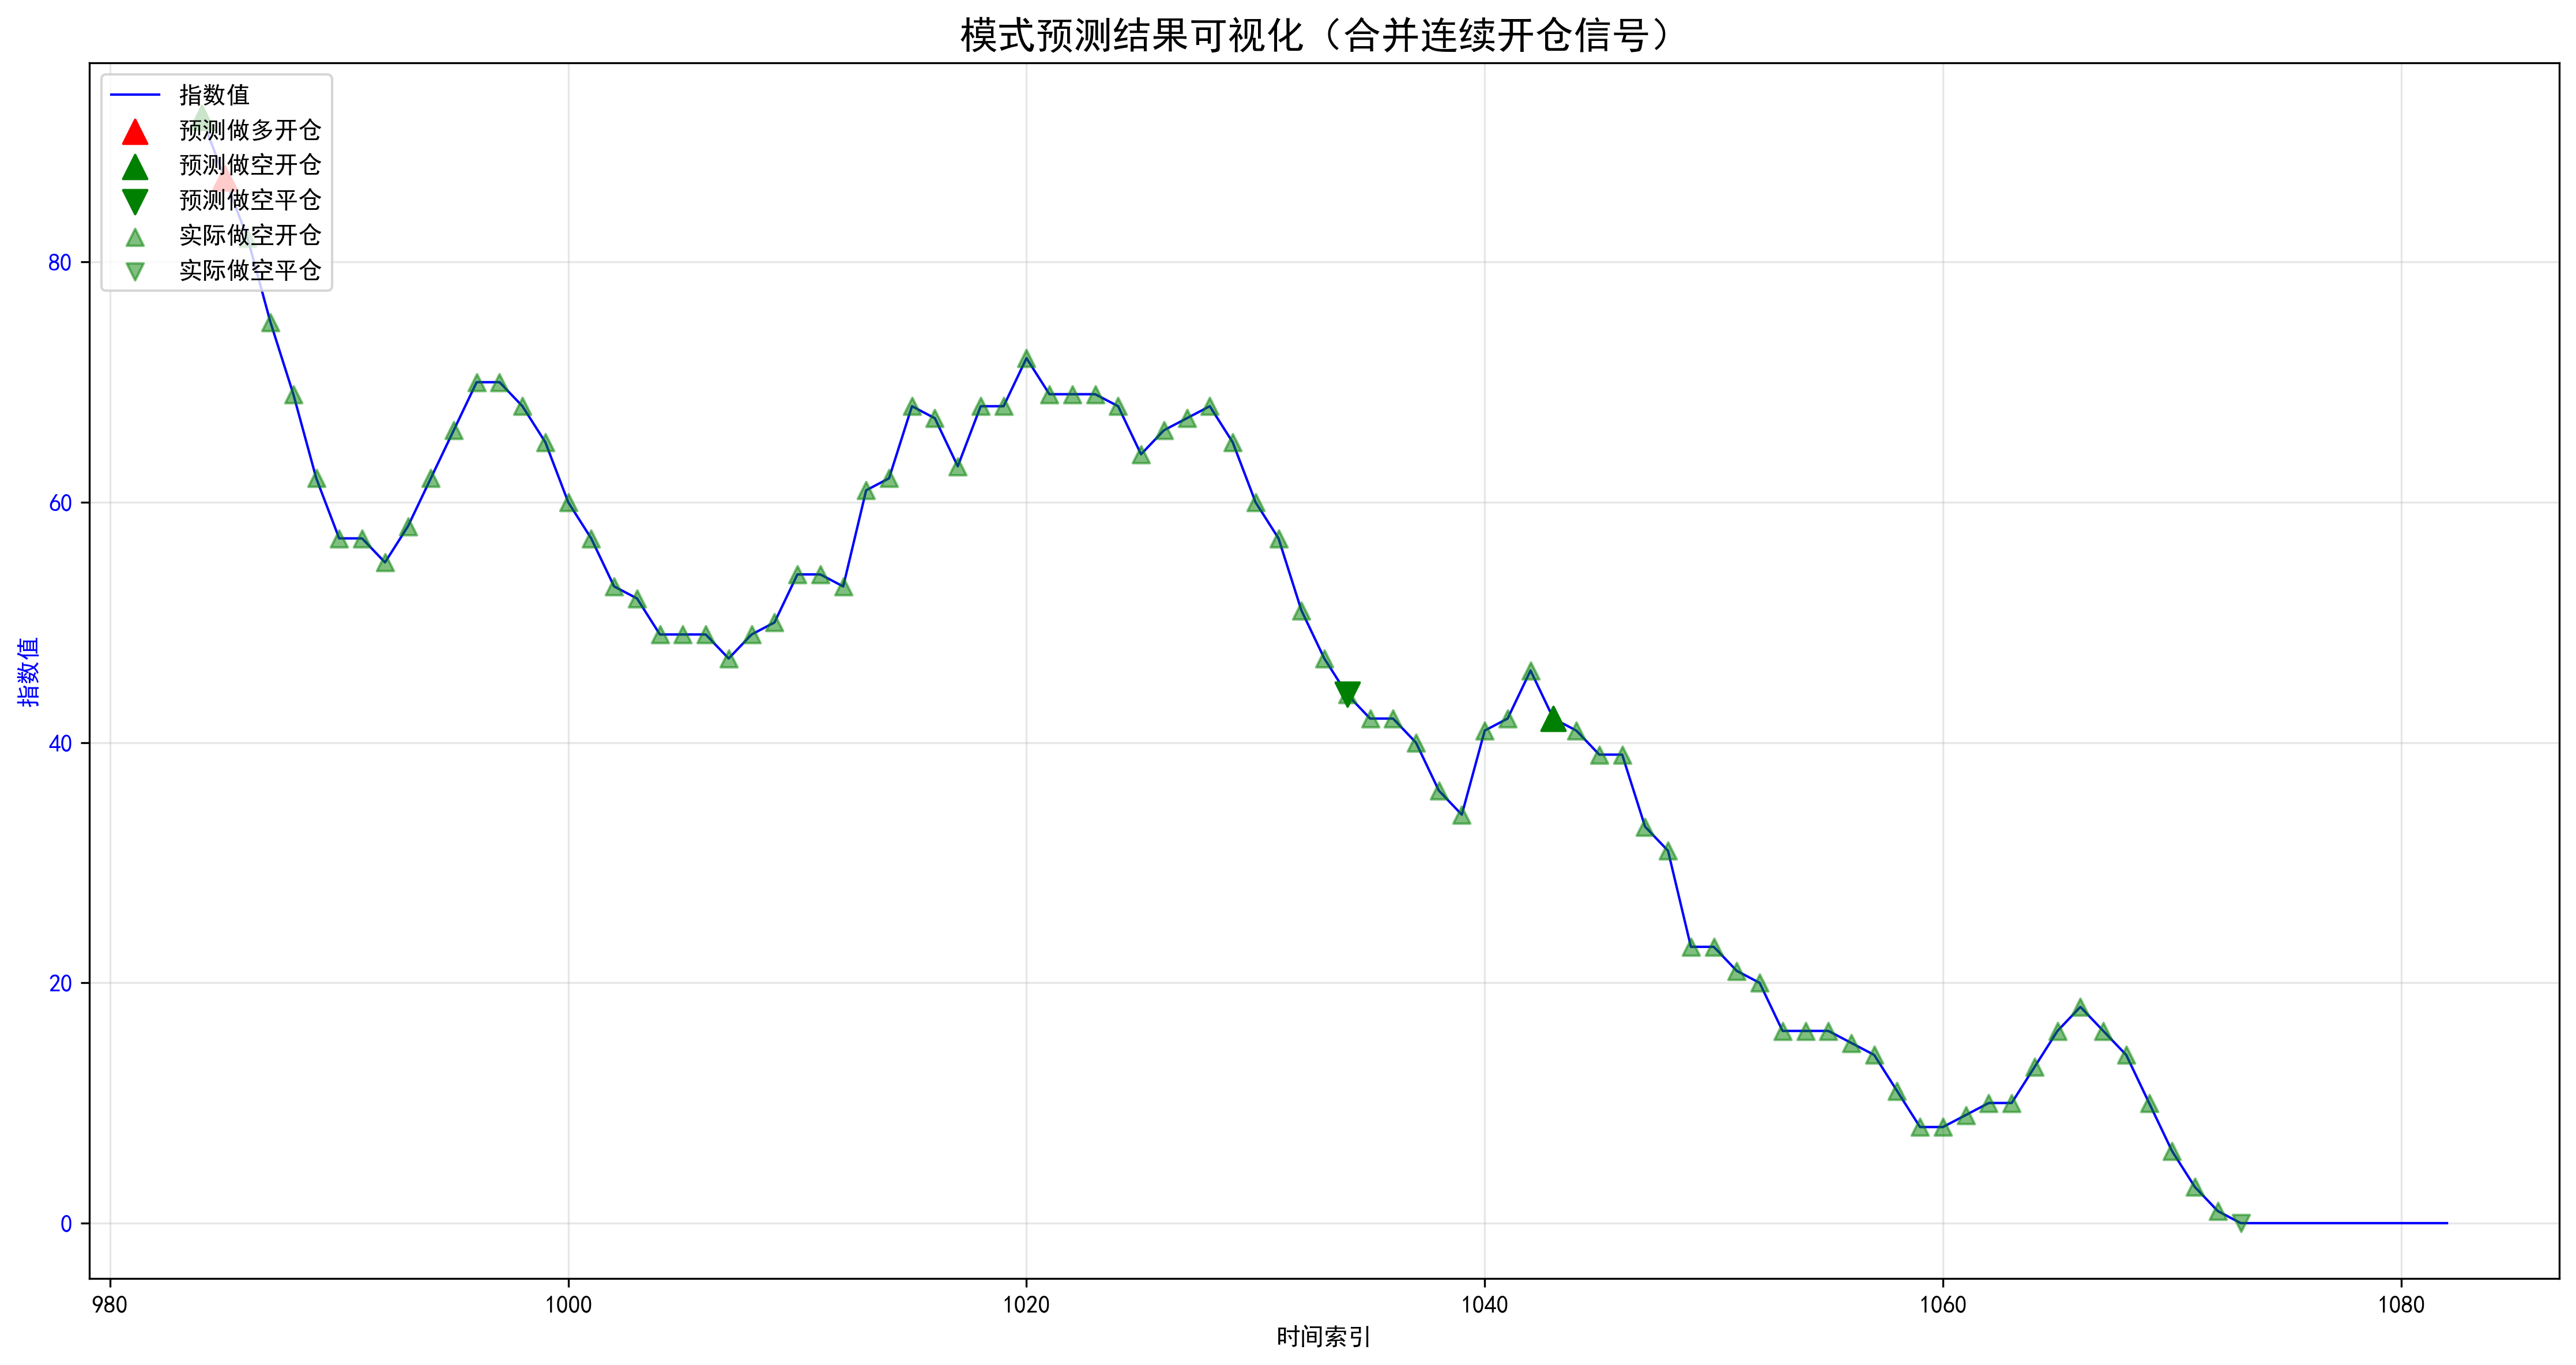 模式预测结果可视化（合并连续开仓信号）
指数值
预测做多开仓
预测做空开仓
预测做空平仓
实际做空开仓
实际做空平仓
80
60
40
20
0
指数值
980
1000
1020
1040
1060
1080
时间索引